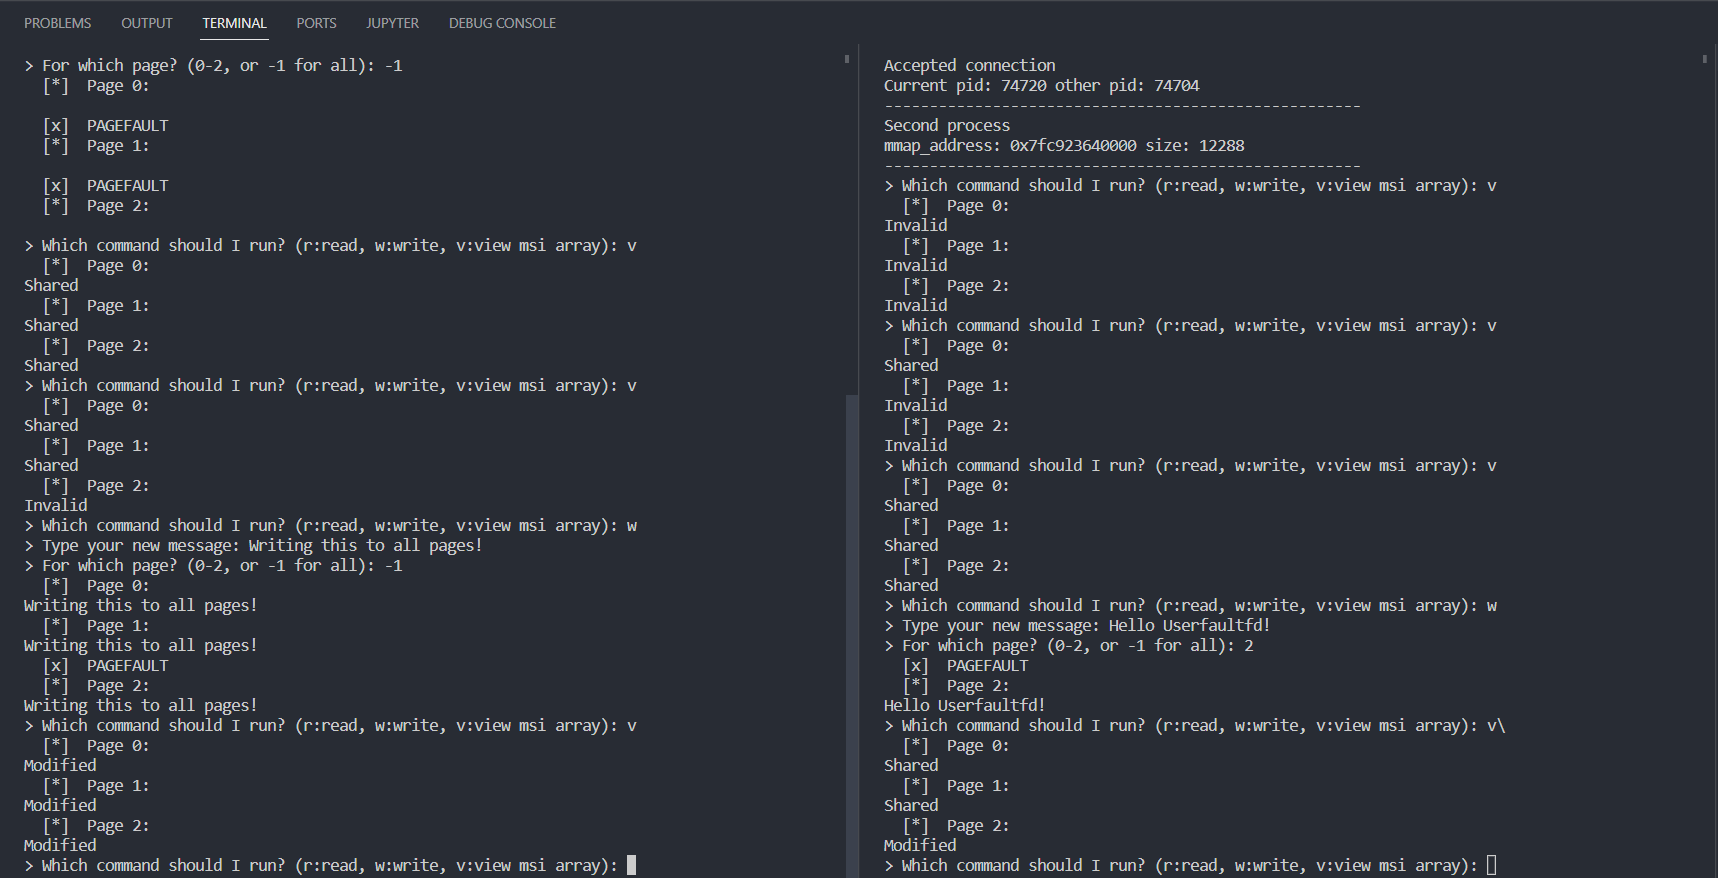 PROBLEMS OUTPUT TERMINAL PORTS JUPYTER DEBUG CONSOLE
> For which page? (0-2, or -1 for all): -1
[*] Page 0:
[x] PAGEFAULT
[*] Page 1:
[x] PAGEFAULT
[*] Page 2:
> Which command should I run? (r:read, w:write, v:view msi array): v
[*] Page 0:
Shared
[*] Page 1:
Shared
[*] Page 2:
Shared
> Which command should I run? (r:read, w:write, v:view msi array): v
[*] Page 0:
Shared
[*] Page 1:
Shared
[*] Page 2:
Invalid
> Which command should I run? (r:read, w:write, v:view msi array): w
> Type your new message: Writing this to all pages!
> For which page? (0-2, or -1 for all): -1
[*] Page 0:
Writing this to all pages!
[*] Page 1:
Writing this to all pages!
[x] PAGEFAULT
[*] Page 2:
Writing this to all pages!
> Which command should I run? (r:read, w:write, v:view msi array): v
[*] Page 0:
Modified
[*] Page 1:
Modified
[*] Page 2:
Modified
> Which command should I run? (r:read, w:write, v:view msi array):
Accepted connection
Current pid: 74720 other pid: 74704
----------------------------------------------------- 
Second process
mmap_address: 0x7fc923640000 size: 12288
-----------------------------------------------------
> Which command should I run? (r:read, w:write, v:view msi array): v
[*] Page 0:
Invalid
[*] Page 1:
Invalid
[*] Page 2:
Invalid
> Which command should I run? (r:read, w:write, v:view msi array): v
[*] Page 0:
Shared
[*] Page 1:
Invalid
[*] Page 2:
Invalid
> Which command should I run? (r:read, w:write, v:view msi array): v
[*] Page 0:
Shared
[*] Page 1:
Shared
[*] Page 2:
Shared
> Which command should I run? (r:read, w:write, v:view msi array): w
> Type your new message: Hello Userfaultfd!
> For which page? (0-2, or -1 for all): 2
[x] PAGEFAULT
[*] Page 2:
Hello Userfaultfd!
> Which command should I run? (r:read, w:write, v:view msi array): v\
[*] Page 0:
Shared
[*] Page 1:
Shared
[*] Page 2:
Modified
> Which command should I run? (r:read, w:write, v:view msi array):